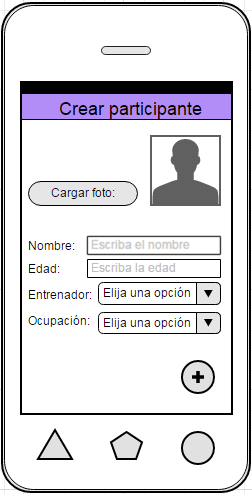 Crear participante
Cargar foto:
Nombre: Escriba el nombre
Edad: Escriba la edad
Entrenador: Elija una opción
Ocupación: Elija una opción